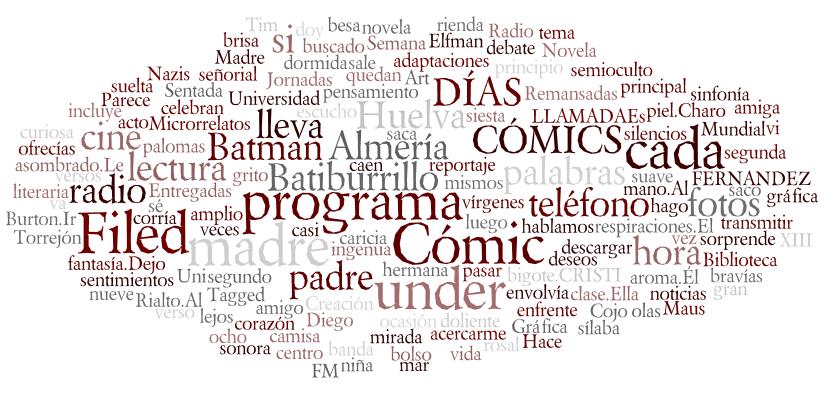 Tim doy besa novela rienda Radio tema
brisa si buscado Semana Elfman debate Novela
Madre dormidasale adaptaciones principio semioculto
Nazis señorial Jornadas quedan Art DÍAS principal
suelta Sentada pensamiento Remansadas sinfonía
Parece celebran Universidad escucho Huelva siesta LLAMADAEs piel.Charo amiga
incluye actoMicrorrelatos lleva silencios Mundial vi
curiosa cine palomas Batman Almería saca CÓMICS cada segunda
ofrecías
asombrado.Le lectura grito caen reportaje palabras suave FERNANDEZ
versos Batiburrillo mismos mano.Al saco gráfica
literaria radio Entregadas programa vírgenes teléfono hago fotos
va sé
Burton.Ir Filed corría amplio luego hablamos respiraciones.El transmitir
Torrejón veces madre casi caricia Cómic descargar hora vez sorprende XIII
ingenua deseos Biblioteca
fantasía.Dejo padre hermana pasar bigote.CRISTI aroma.Él bravías
sentimientos Unisegundo under
nueve Rialto.Al Tagged Creación envolvía clase.Ella noticias gran
verso lejos amigo ocasión doliente enfrente Cojo olas Maus
corazón Diego Gráfica sílaba
ocho camisa mirada acercarme Hace
sonora centro banda bolso vida rosal
FM niña mar